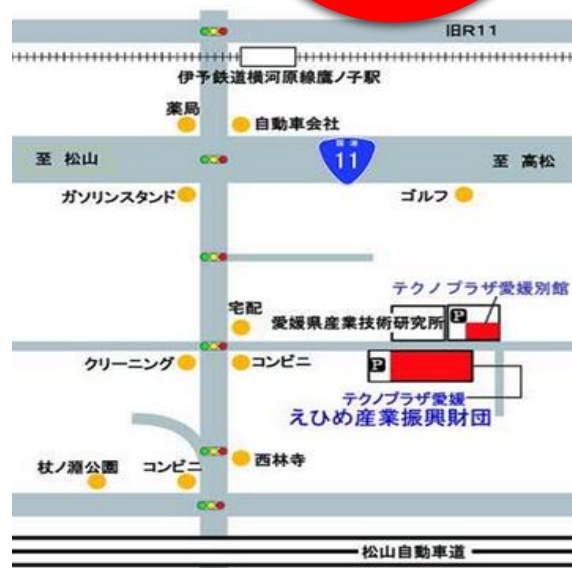 旧R11
伊予鉄道横河原線鷹ノ子駅
薬局
自動車会社
至 松山
国道
11
至 高松
ガソリンスタンド
ゴルフ
テクノプラザ愛媛別館
宅配
愛媛県産業技術研究所
P
クリーニング
コンビニ
P
テクノプラザ愛媛
えひめ産業振興財団
杖ノ淵公園
コンビニ
西林寺
松山自動車道